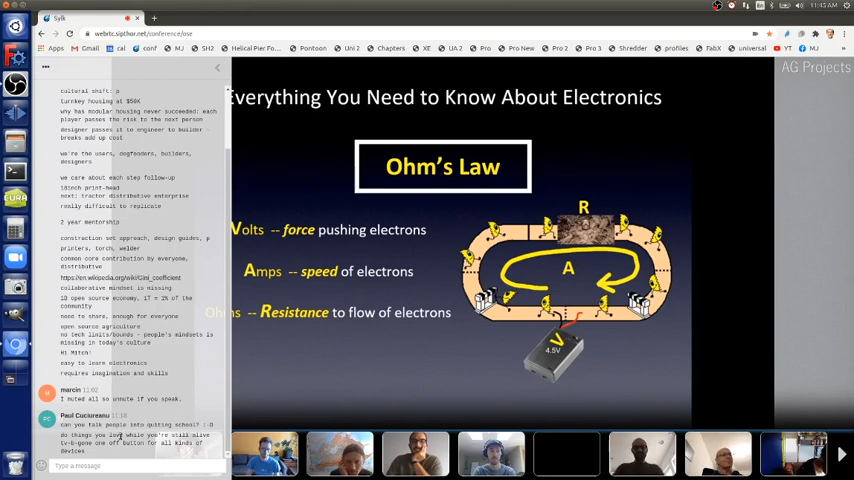 11:45 AM
Sylk
webrtc.sipthor.net/conference/ose
Apps Gmail cal MJ SH2 Helical Pier Fo... Pontoon Uni 2 Chapters XE UA 2 Pro Pro New Pro 2 Pro 3 Shredder profiles FabX universal YT MJ
AG Projects
cultural shift: p
turnkey housing at $50K
why has modular housing never succeeded: each
player passes the risk to the next person
designer passes it to engineer to builder -
breaks add up cost
we're the users, dogfenders, builders,
designers
we care about each step follow-up
18inch print-head
next: tractor distributive enterprise
really difficult to replicate
2 year mentorship
construction set approach, design guides, p
printers, torch, welder
common core contribution by everyone,
distributive
https://en.wikipedia.org/wiki/Gini_coefficient
collaborative mindset is missing
1D open source economy, 1T = 2% of the
community
need to share, enough for everyone
open source agriculture
no tech limits/bounds - people's mindsets is
missing in today's culture
Hi Mitch!
easy to learn electronics
requires imagination and skills
marcin 11:02
I muted all so unmute if you speak.
PC
Paul Cuciureanu 11:18
can you talk people into quiting school? :-D
do things you love while you're still alive
tv-b-gone one off button for all kinds of
devices
Type a message
Everything You Need to Know About Electronics
Ohm's Law
Volts -- force pushing electrons
Amps -- speed of electrons
Ohms -- Resistance to flow of electrons
R
A
V
4.5V
CURA